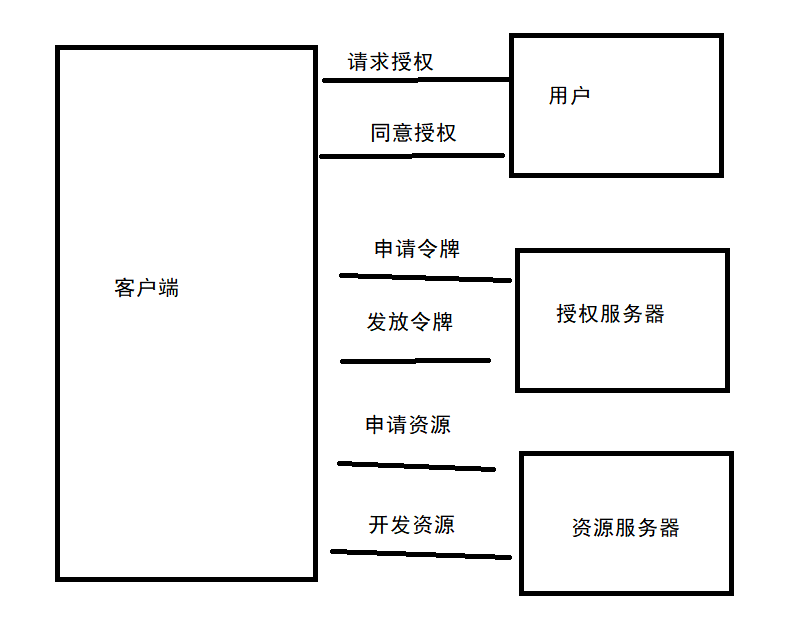 请求授权
用户
同意授权
申请令牌
客户端
授权服务器
发放令牌
申请资源
开发资源
资源服务器